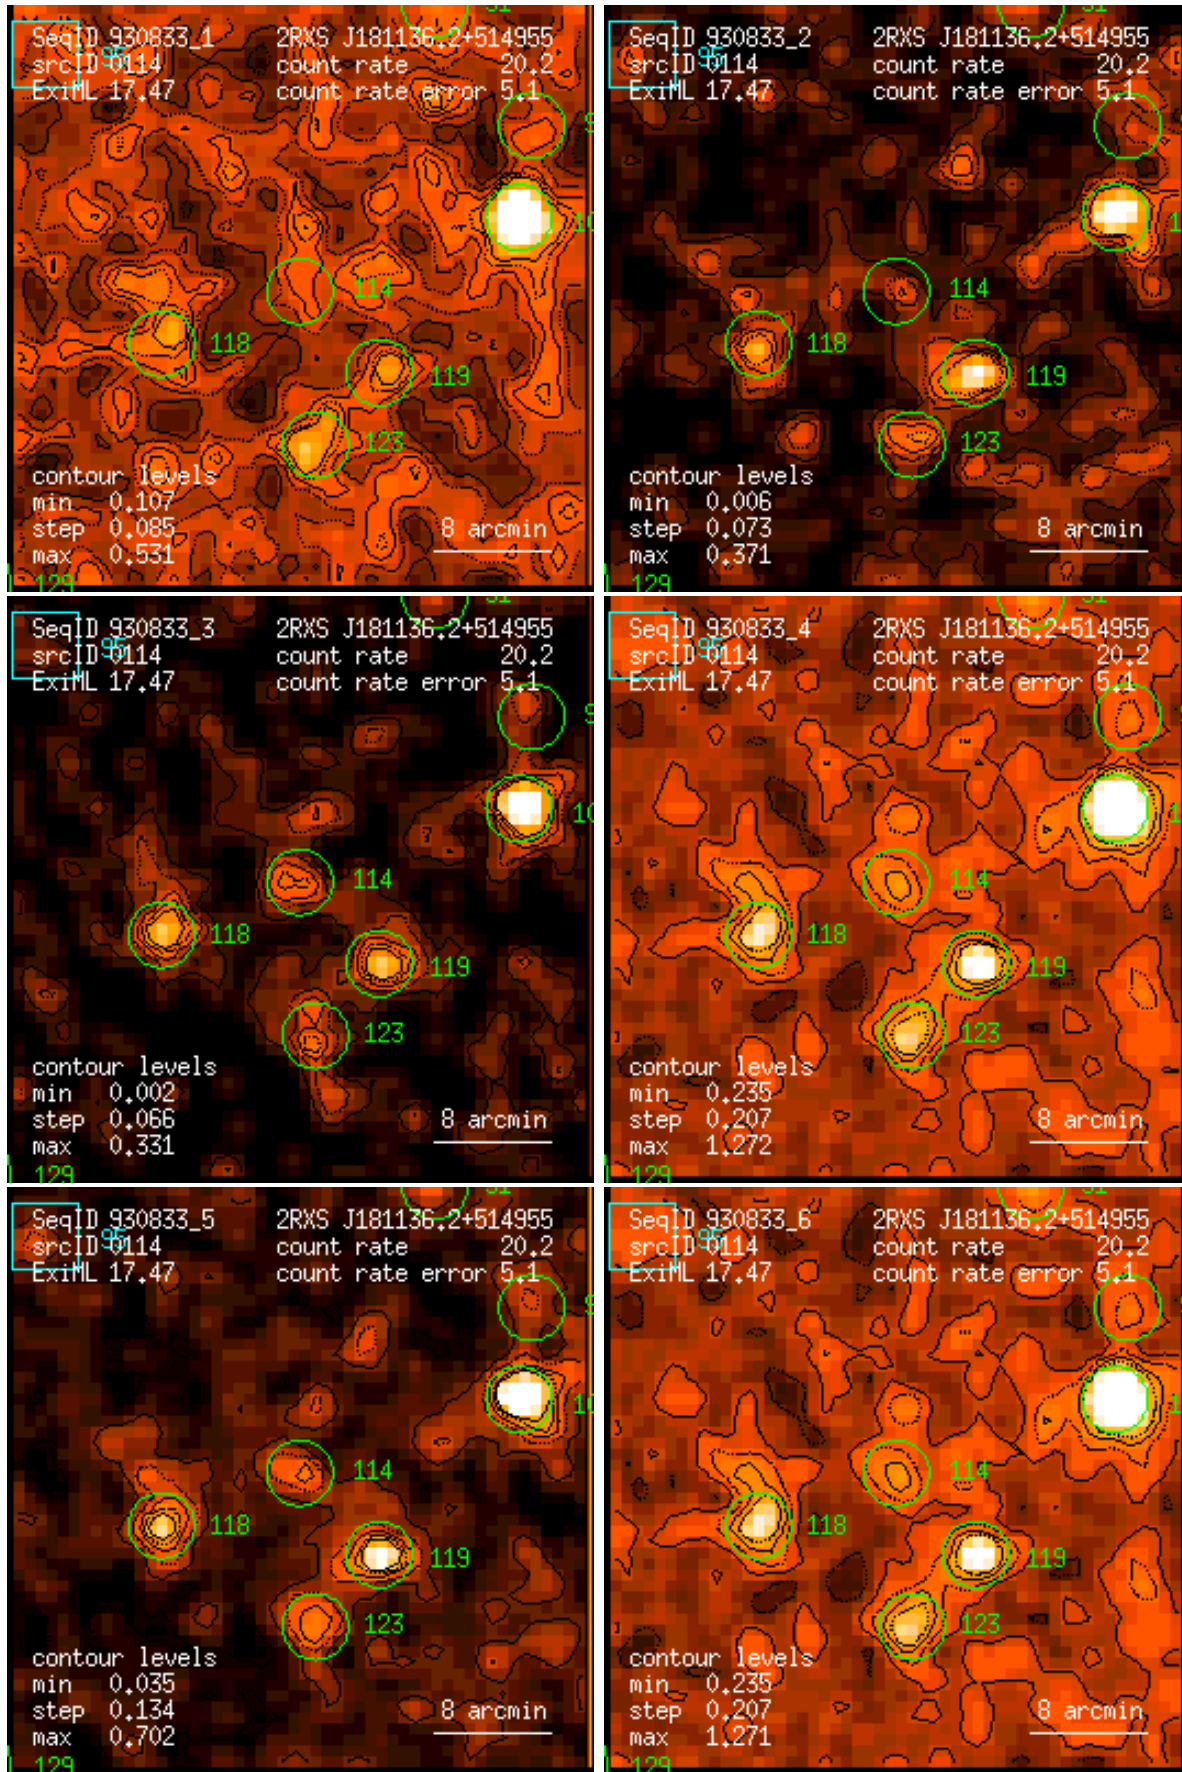 SeqID 930833_1 2RXS J181136.2+514955
srcID 0114 count rate 20.2
ExiML 17.47 count rate error 5.1
95
114
118
119
123
contour levels
min 0.107
step 0.085
max 0.531
8 arcmin
129
SeqID 930833_2 2RXS J181136.2+514955
srcID 0114 count rate 20.2
ExiML 17.47 count rate error 5.1
95
114
118
119
123
contour levels
min 0.006
step 0.073
max 0.371
8 arcmin
129
SeqID 930833_3 2RXS J181136.2+514955
srcID 0114 count rate 20.2
ExiML 17.47 count rate error 5.1
95
114
118
119
123
contour levels
min 0.002
step 0.066
max 0.331
8 arcmin
129
SeqID 930833_4 2RXS J181136.2+514955
srcID 0114 count rate 20.2
ExiML 17.47 count rate error 5.1
95
114
118
119
123
contour levels
min 0.235
step 0.207
max 1.272
8 arcmin
129
SeqID 930833_5 2RXS J181136.2+514955
srcID 0114 count rate 20.2
ExiML 17.47 count rate error 5.1
95
114
118
119
123
contour levels
min 0.035
step 0.134
max 0.702
8 arcmin
129
SeqID 930833_6 2RXS J181136.2+514955
srcID 0114 count rate 20.2
ExiML 17.47 count rate error 5.1
95
114
118
119
123
contour levels
min 0.235
step 0.207
max 1.271
8 arcmin
129